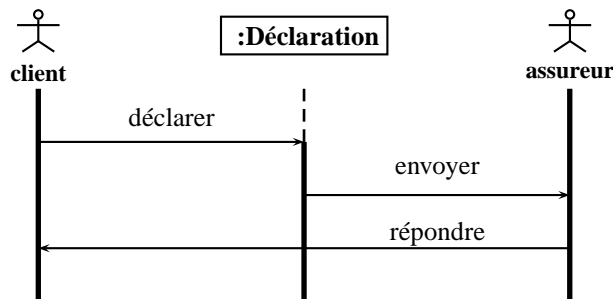 :Déclaration
client
assureur
déclarer
envoyer
répondre